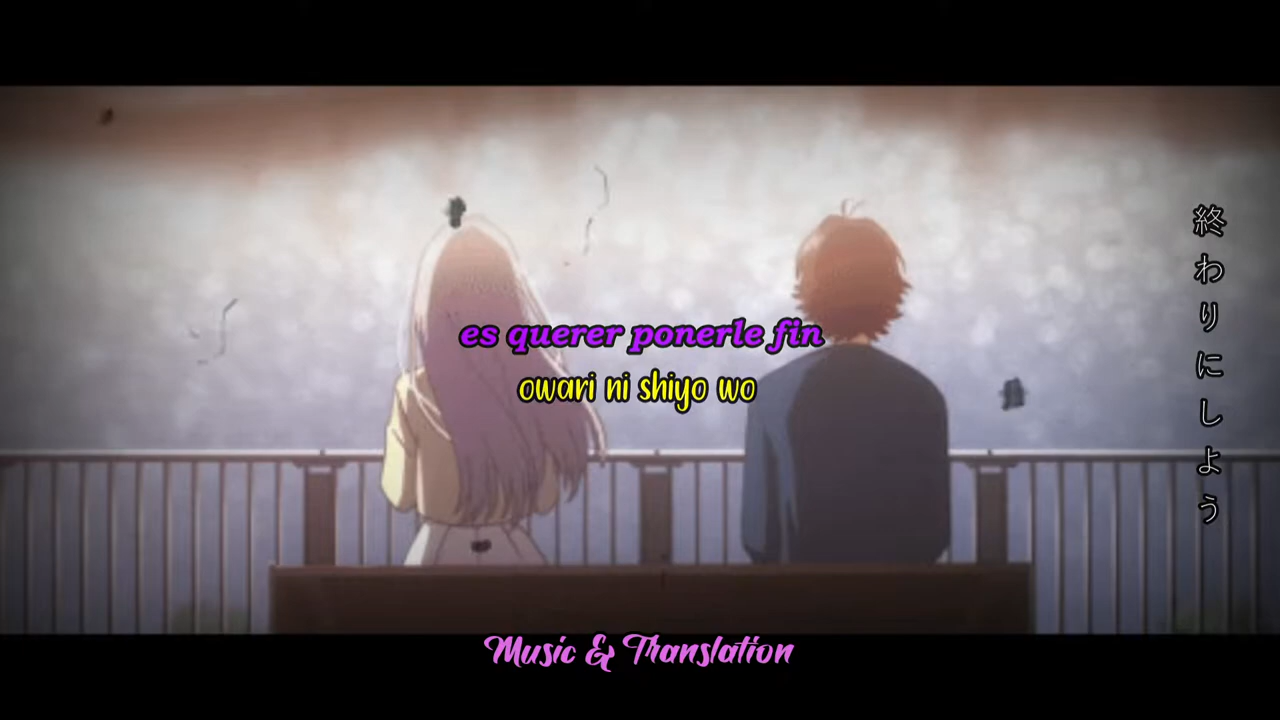 es querer ponerle fin
owari ni shiyo wo
終わりにしよう
Music & Translation